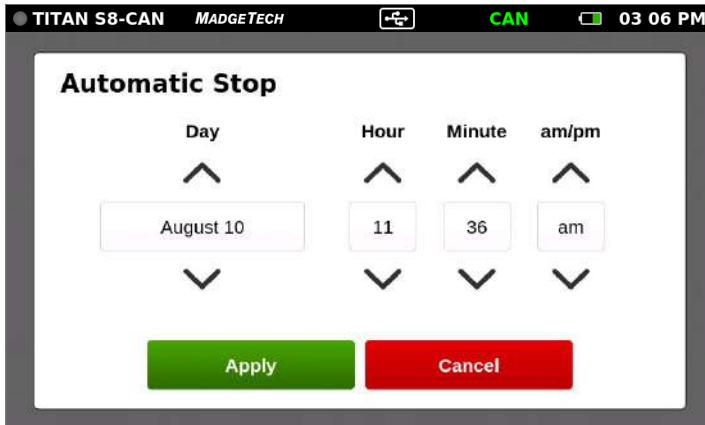 TITAN S8-CAN MADGETECH CAN 03 06 PM
Automatic Stop
Day Hour Minute am/pm
August 10 11 36 am
Apply Cancel